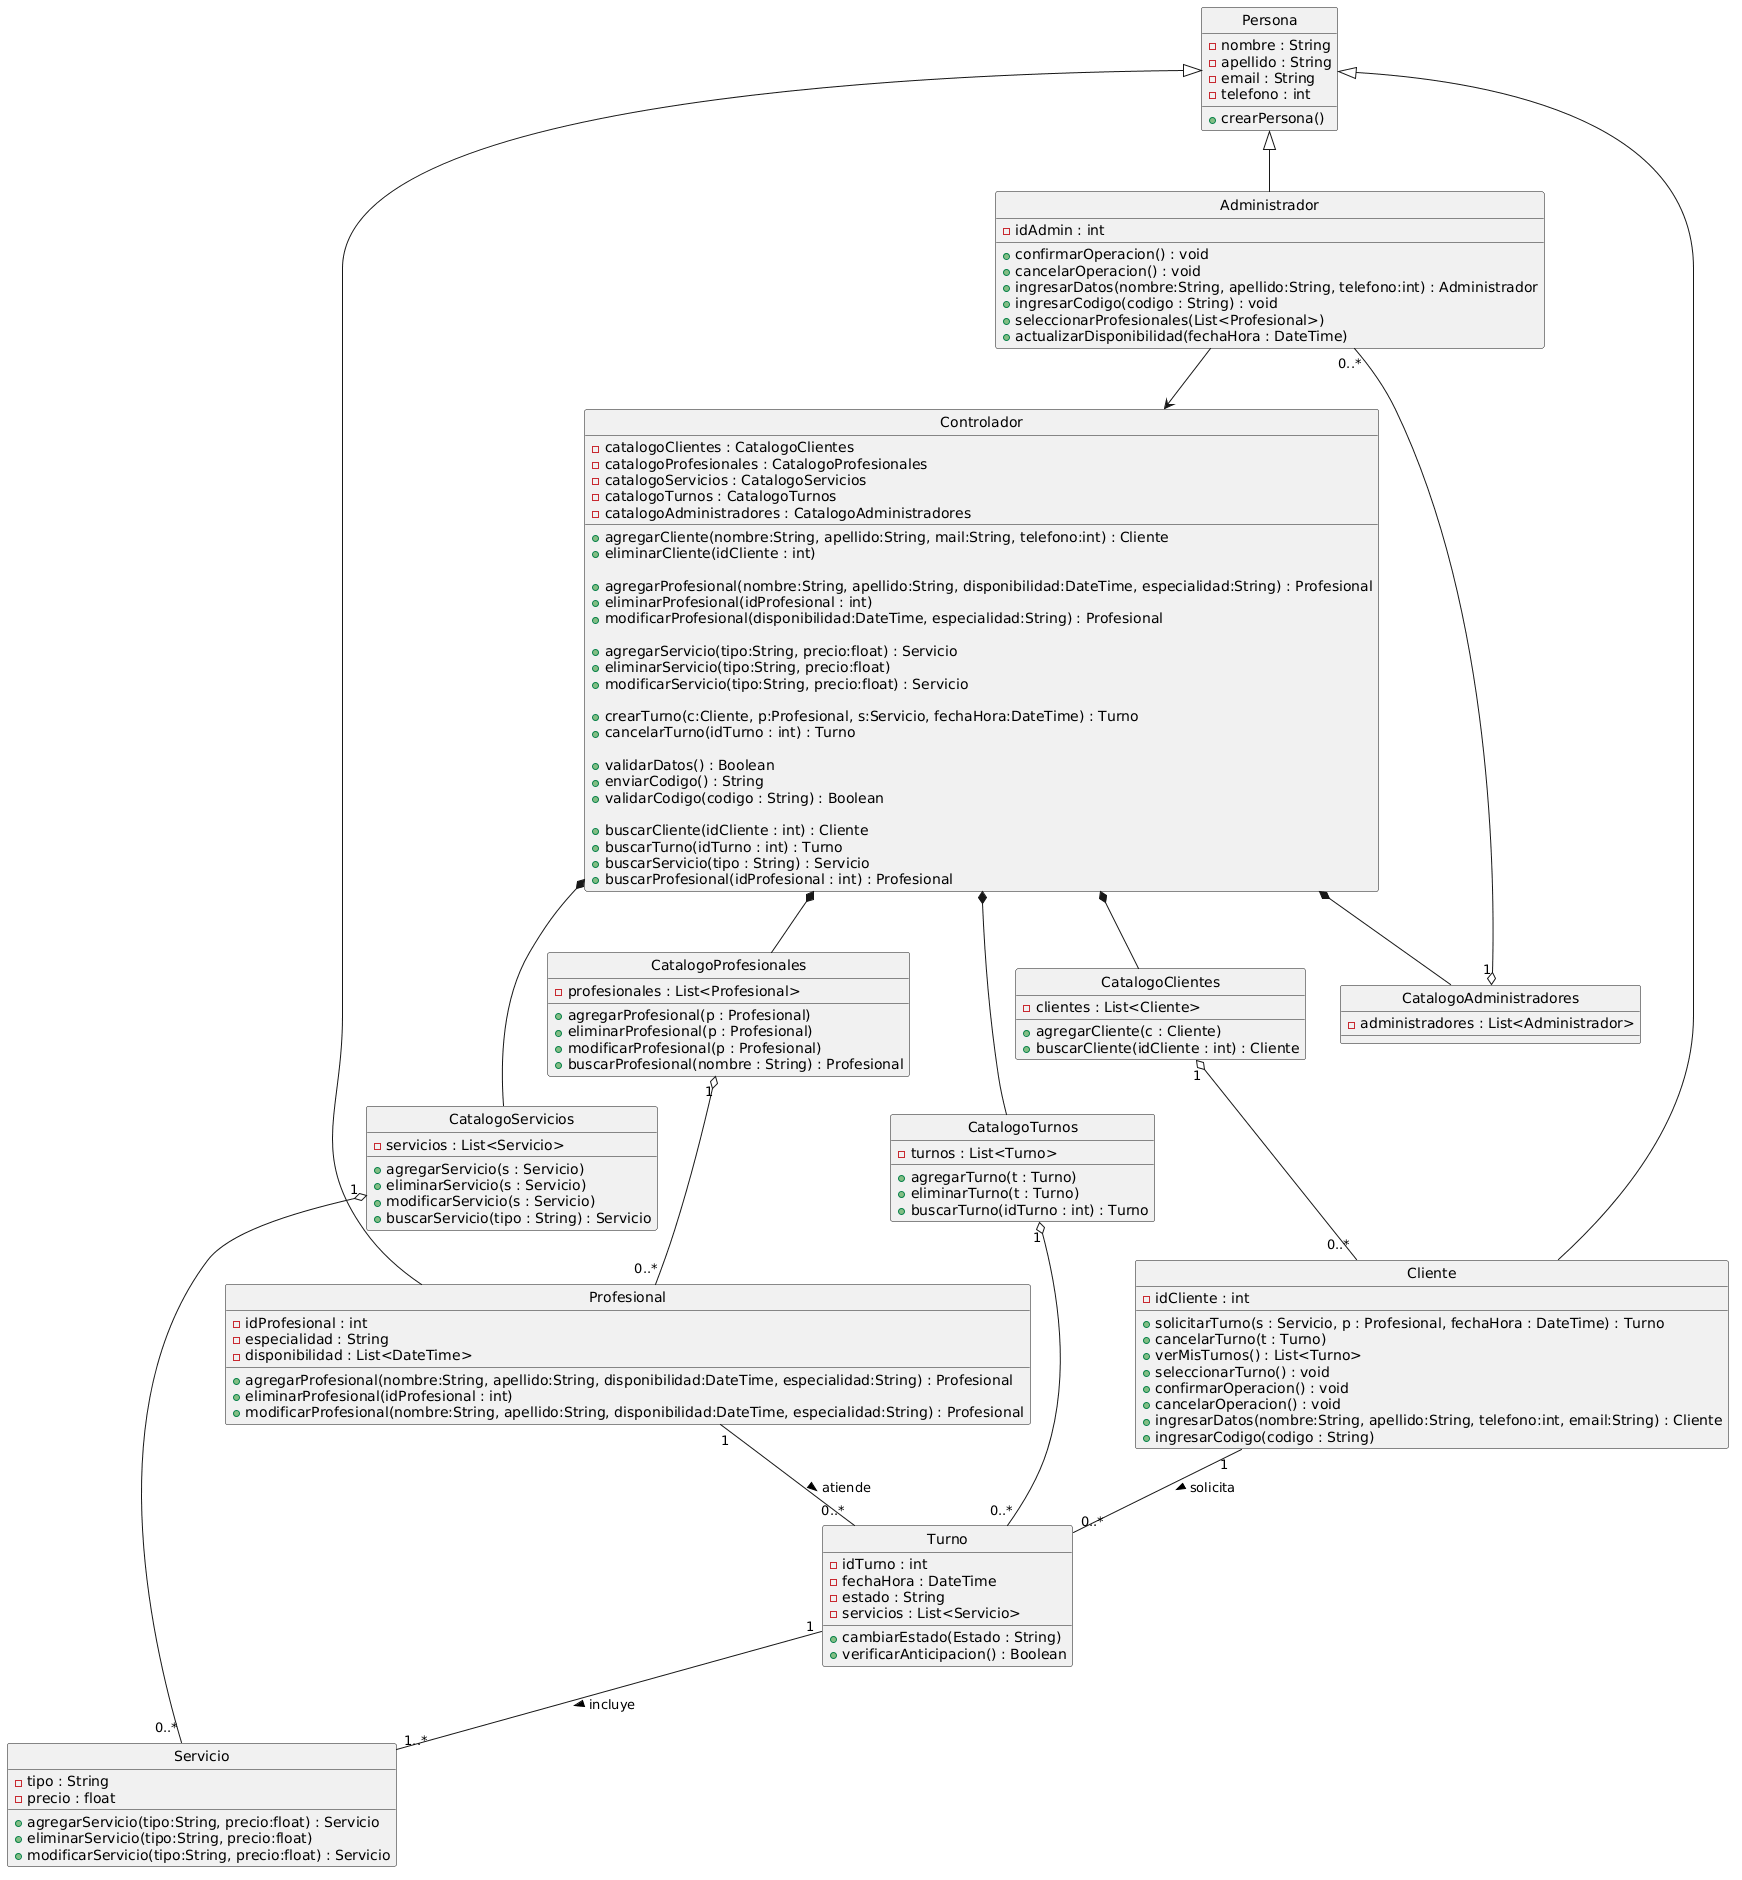 Persona
nombre : String
apellido : String
email : String
telefono : int
crearPersona()
Administrador
idAdmin : int
confirmarOperacion() : void
cancelarOperacion() : void
ingresarDatos(nombre:String, apellido:String, telefono:int) : Administrador
ingresarCodigo(codigo : String) : void
seleccionarProfesionales(List<Profesional>)
actualizarDisponibilidad(fechaHora : DateTime)
0..*
Controlador
catalogoClientes : CatalogoClientes
catalogoProfesionales : CatalogoProfesionales
catalogoServicios : CatalogoServicios
catalogoTurnos : CatalogoTurnos
catalogoAdministradores : CatalogoAdministradores
agregarCliente(nombre:String, apellido:String, mail:String, telefono:int) : Cliente
eliminarCliente(idCliente : int)
agregarProfesional(nombre:String, apellido:String, disponibilidad:DateTime, especialidad:String) : Profesional
eliminarProfesional(idProfesional : int)
modificarProfesional(disponibilidad:DateTime, especialidad:String) : Profesional
agregarServicio(tipo:String, precio:float) : Servicio
eliminarServicio(tipo:String, precio:float)
modificarServicio(tipo:String, precio:float) : Servicio
crearTurno(c:Cliente, p:Profesional, s:Servicio, fechaHora:DateTime) : Turno
cancelarTurno(idTurno : int) : Turno
validarDatos() : Boolean
enviarCodigo() : String
validarCodigo(codigo : String) : Boolean
buscarCliente(idCliente : int) : Cliente
buscarTurno(idTurno : int) : Turno
buscarServicio(tipo : String) : Servicio
buscarProfesional(idProfesional : int) : Profesional
CatalogoProfesionales
profesionales : List<Profesional>
agregarProfesional(p : Profesional)
eliminarProfesional(p : Profesional)
modificarProfesional(p : Profesional)
buscarProfesional(nombre : String) : Profesional
1
CatalogoClientes
clientes : List<Cliente>
agregarCliente(c : Cliente)
buscarCliente(idCliente : int) : Cliente
1
1
CatalogoAdministradores
administradores : List<Administrador>
CatalogoServicios
servicios : List<Servicio>
agregarServicio(s : Servicio)
eliminarServicio(s : Servicio)
modificarServicio(s : Servicio)
buscarServicio(tipo : String) : Servicio
1
CatalogoTurnos
turnos : List<Turno>
agregarTurno(t : Turno)
eliminarTurno(t : Turno)
buscarTurno(idTurno : int) : Turno
1
0..*
0..*
Profesional
idProfesional : int
especialidad : String
disponibilidad : List<DateTime>
agregarProfesional(nombre:String, apellido:String, disponibilidad:DateTime, especialidad:String) : Profesional
eliminarProfesional(idProfesional : int)
modificarProfesional(nombre:String, apellido:String, disponibilidad:DateTime, especialidad:String) : Profesional
Cliente
idCliente : int
solicitarTurno(s : Servicio, p : Profesional, fechaHora : DateTime) : Turno
cancelarTurno(t : Turno)
verMisTurnos() : List<Turno>
seleccionarTurno() : void
confirmarOperacion() : void
cancelarOperacion() : void
ingresarDatos(nombre:String, apellido:String, telefono:int, email:String) : Cliente
ingresarCodigo(codigo : String)
1
1
atiende
solicita
0..*
0..*
0..*
Turno
idTurno : int
fechaHora : DateTime
estado : String
servicios : List<Servicio>
cambiarEstado(Estado : String)
verificarAnticipacion() : Boolean
1
incluye
0..*
1..*
Servicio
tipo : String
precio : float
agregarServicio(tipo:String, precio:float) : Servicio
eliminarServicio(tipo:String, precio:float)
modificarServicio(tipo:String, precio:float) : Servicio